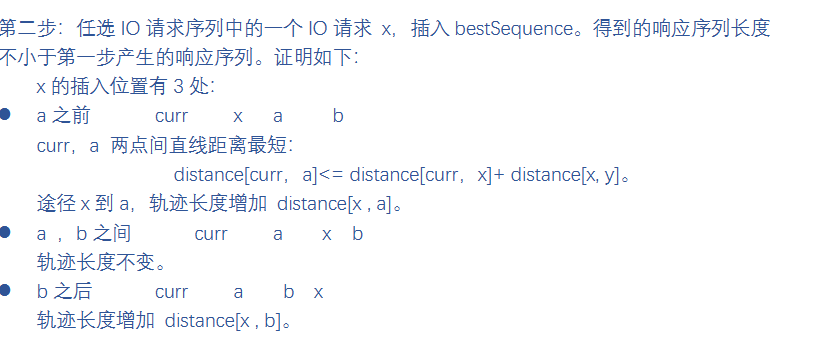 第二步：任选 IO 请求序列中的一个 IO 请求 x，插入 bestSequence。得到的响应序列长度
不小于第一步产生的响应序列。证明如下：
x 的插入位置有 3 处：
● a 之前 curr x a b
curr，a 两点间直线距离最短：
distance[curr，a]<= distance[curr，x]+ distance[x, y]。
途径 x 到 a，轨迹长度增加 distance[x , a]。
● a ，b 之间 curr a x b
轨迹长度不变。
● b 之后 curr a b x
轨迹长度增加 distance[x , b]。